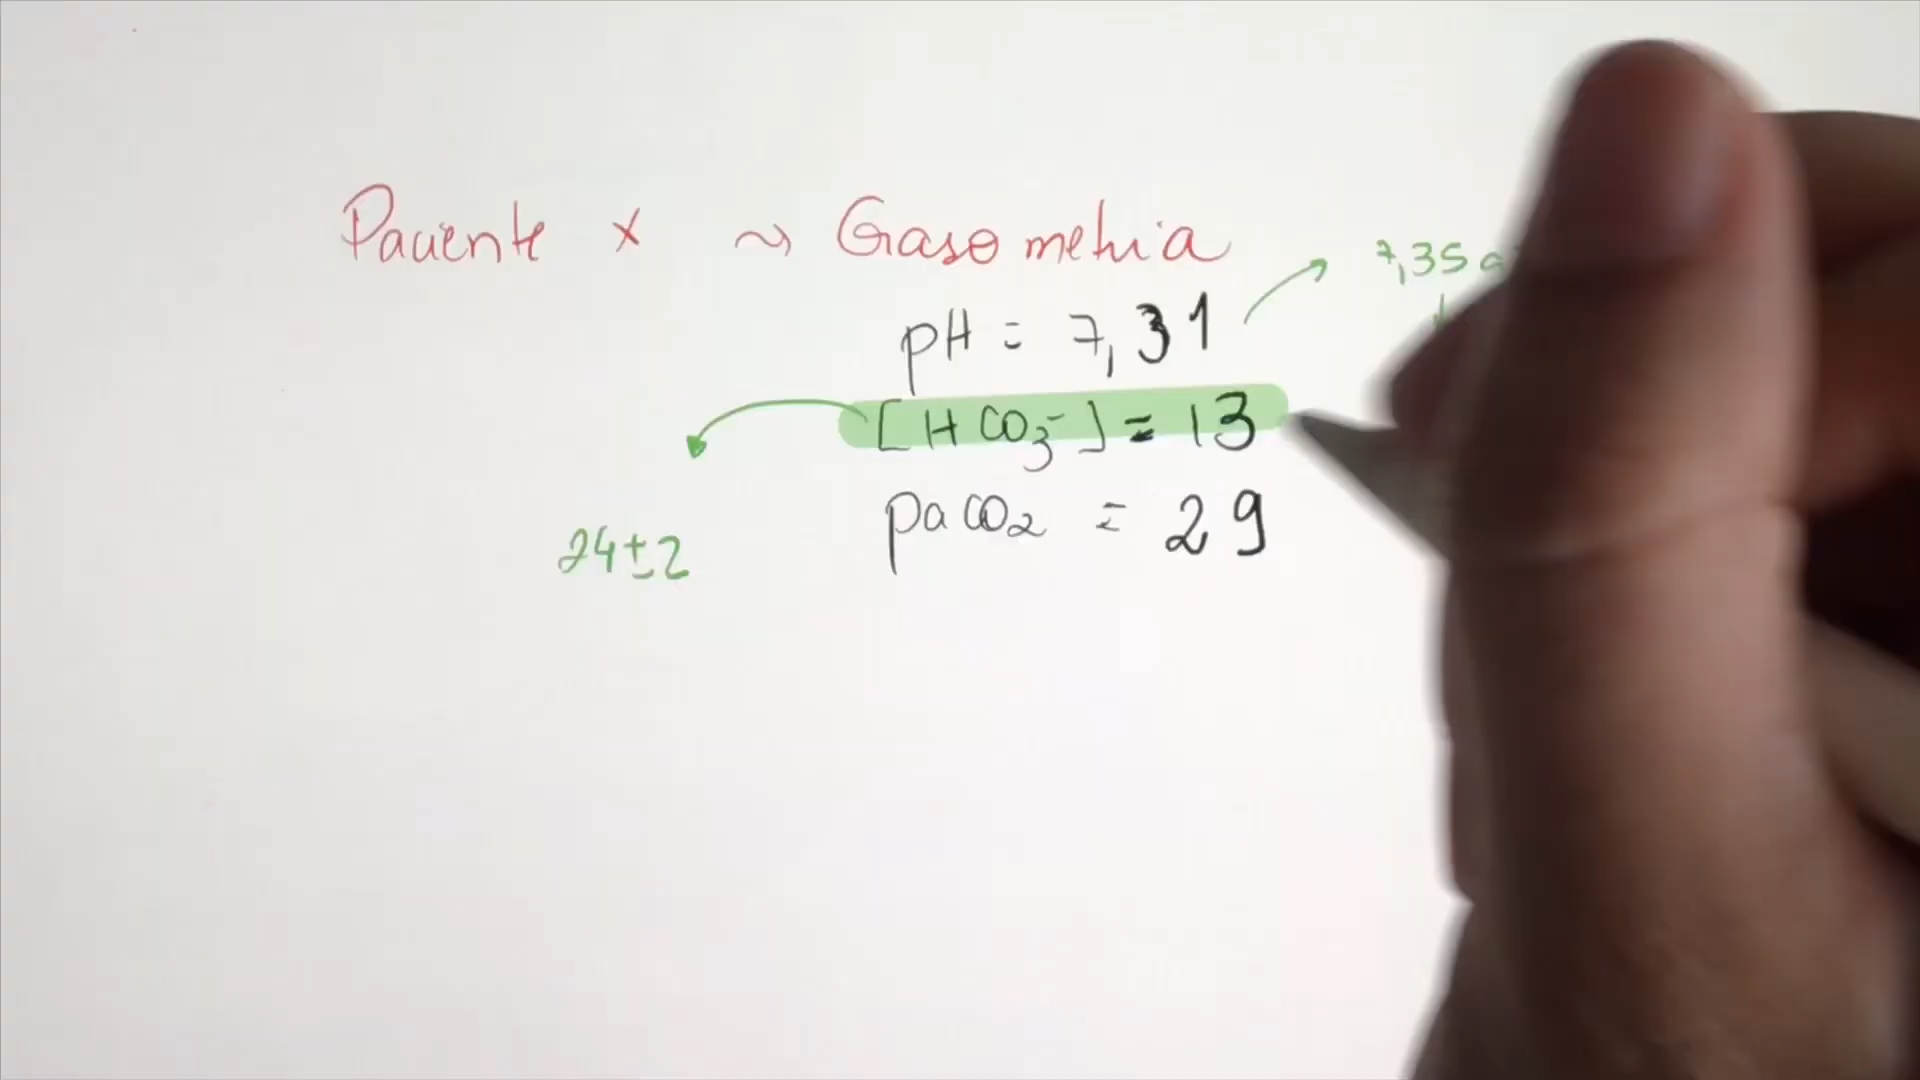 Paciente x ~> Gasometria
pH = 7,31
7,35 a
[HCO3-] = 13
paCO2 = 29
24±2